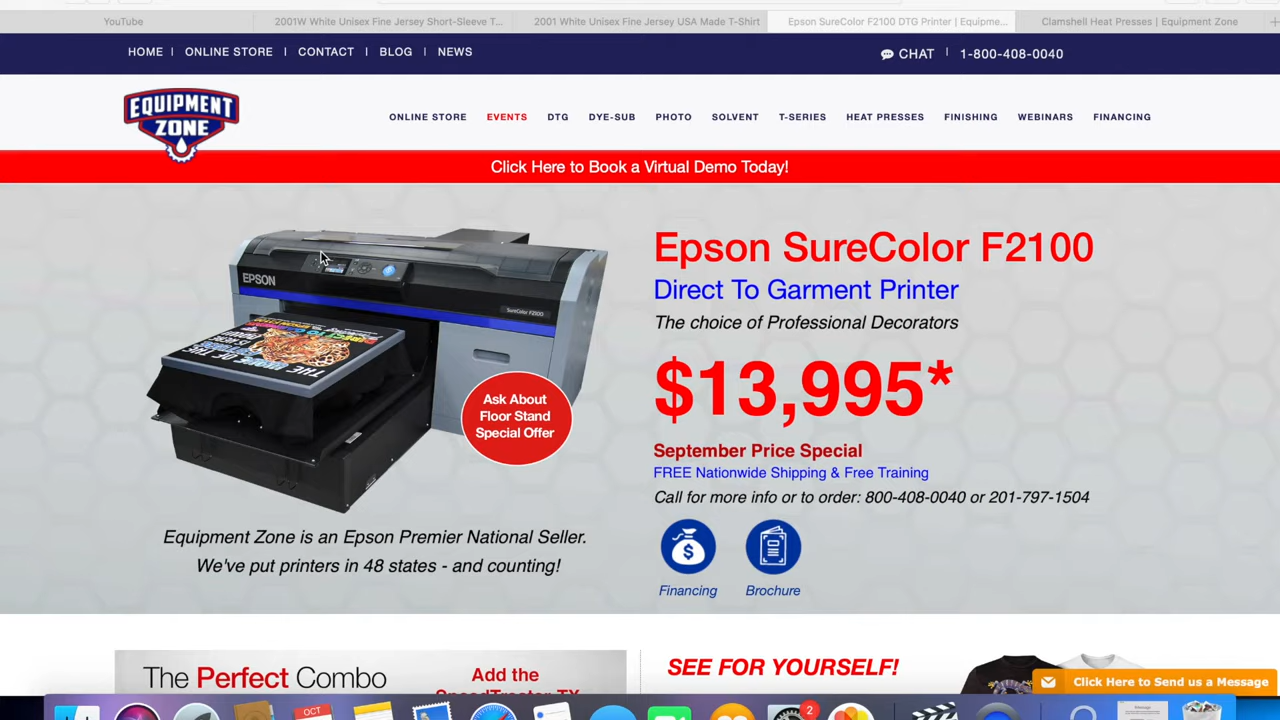 YouTube
2001W White Unisex Fine Jersey Short-Sleeve T...
2001 White Unisex Fine Jersey USA Made T-Shirt
Epson SureColor F2100 DTG Printer | Equipme...
Clamshell Heat Presses | Equipment Zone
HOME | ONLINE STORE | CONTACT | BLOG | NEWS
CHAT | 1-800-408-0040
EQUIPMENT
ZONE
ONLINE STORE EVENTS DTG DYE-SUB PHOTO SOLVENT T-SERIES HEAT PRESSES FINISHING WEBINARS FINANCING
Click Here to Book a Virtual Demo Today!
EPSON
SureColor F2100
Ask About
Floor Stand
Special Offer
Epson SureColor F2100
Direct To Garment Printer
The choice of Professional Decorators
$13,995*
September Price Special
FREE Nationwide Shipping & Free Training
Call for more info or to order: 800-408-0040 or 201-797-1504
Financing
Brochure
Equipment Zone is an Epson Premier National Seller.
We've put printers in 48 states - and counting!
The Perfect Combo
Add the
SEE FOR YOURSELF!
Click Here to Send us a Message
OCT
2